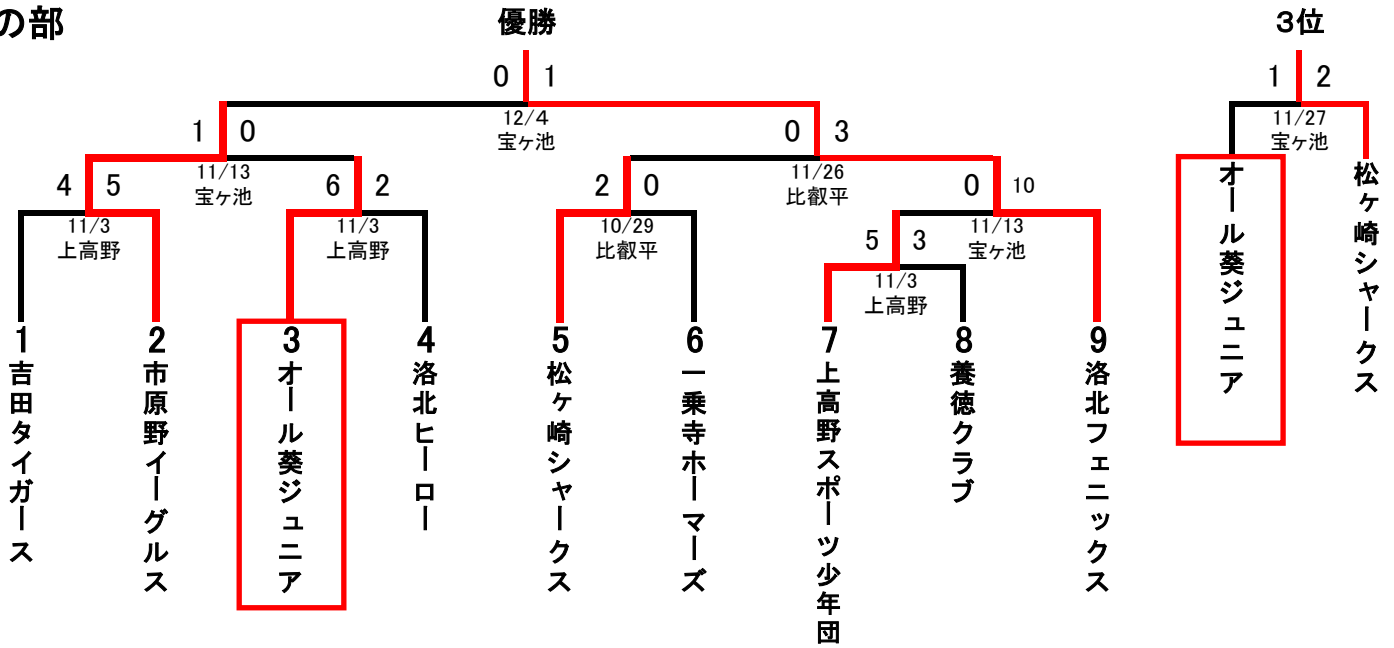 の部
優勝
3位
0 1
1 2
12/4
宝ヶ池
11/27
宝ヶ池
1 0
0 3
11/13
宝ヶ池
11/26
比叡平
4 5
6 2
2 0
0 10
11/3
上高野
11/3
上高野
10/29
比叡平
11/13
宝ヶ池
5 3
11/3
上高野
1
吉田タイガース
2
市原野イーグルス
3
オール葵ジュニア
4
洛北ヒーロー
5
松ヶ崎シャークス
6
一乗寺ホーマーズ
7
上高野スポーツ少年団
8
養徳クラブ
9
洛北フェニックス
オール葵ジュニア
松ヶ崎シャークス